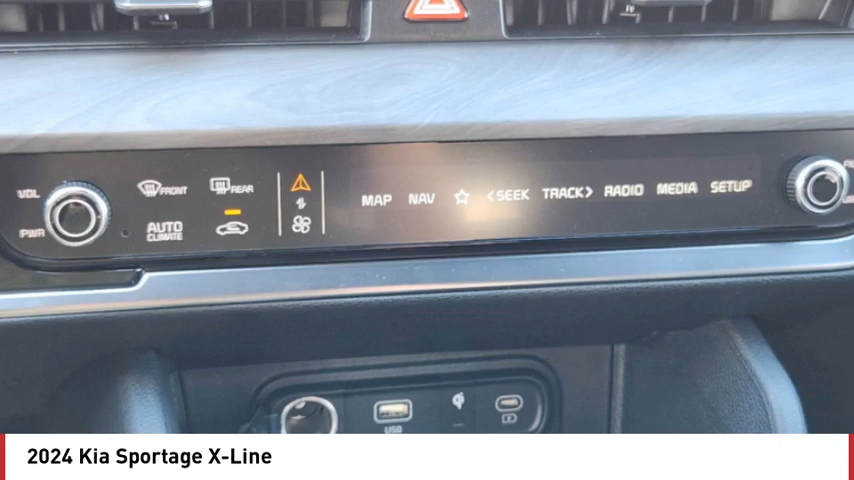 VOL
PWR
FRONT
REAR
AUTO
CLIMATE
MAP NAV <SEEK TRACK> RADIO MEDIA SETUP
USB
2024 Kia Sportage X-Line